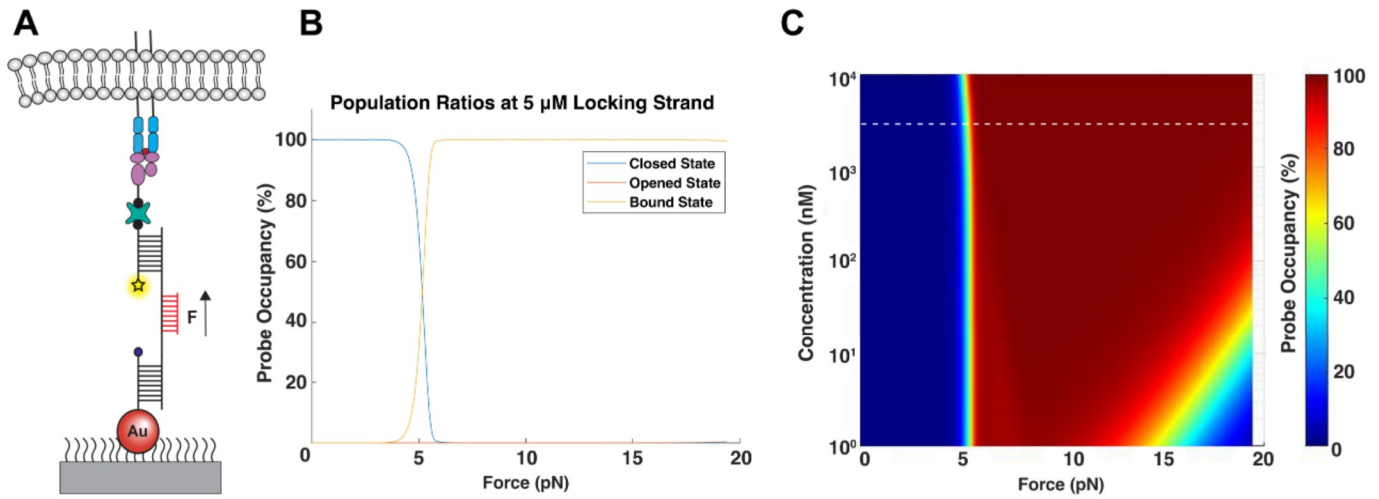 A
F
Au
B
Population Ratios at 5 µM Locking Strand
Probe Occupancy (%)
100
80
60
40
20
Closed State
Opened State
Bound State
0
5
10
15
20
Force (pN)
C
Concentration (nM)
10⁴
10³
10²
10¹
10⁰
0
5
10
15
20
Force (pN)
Probe Occupancy (%)
100
80
60
40
20
0